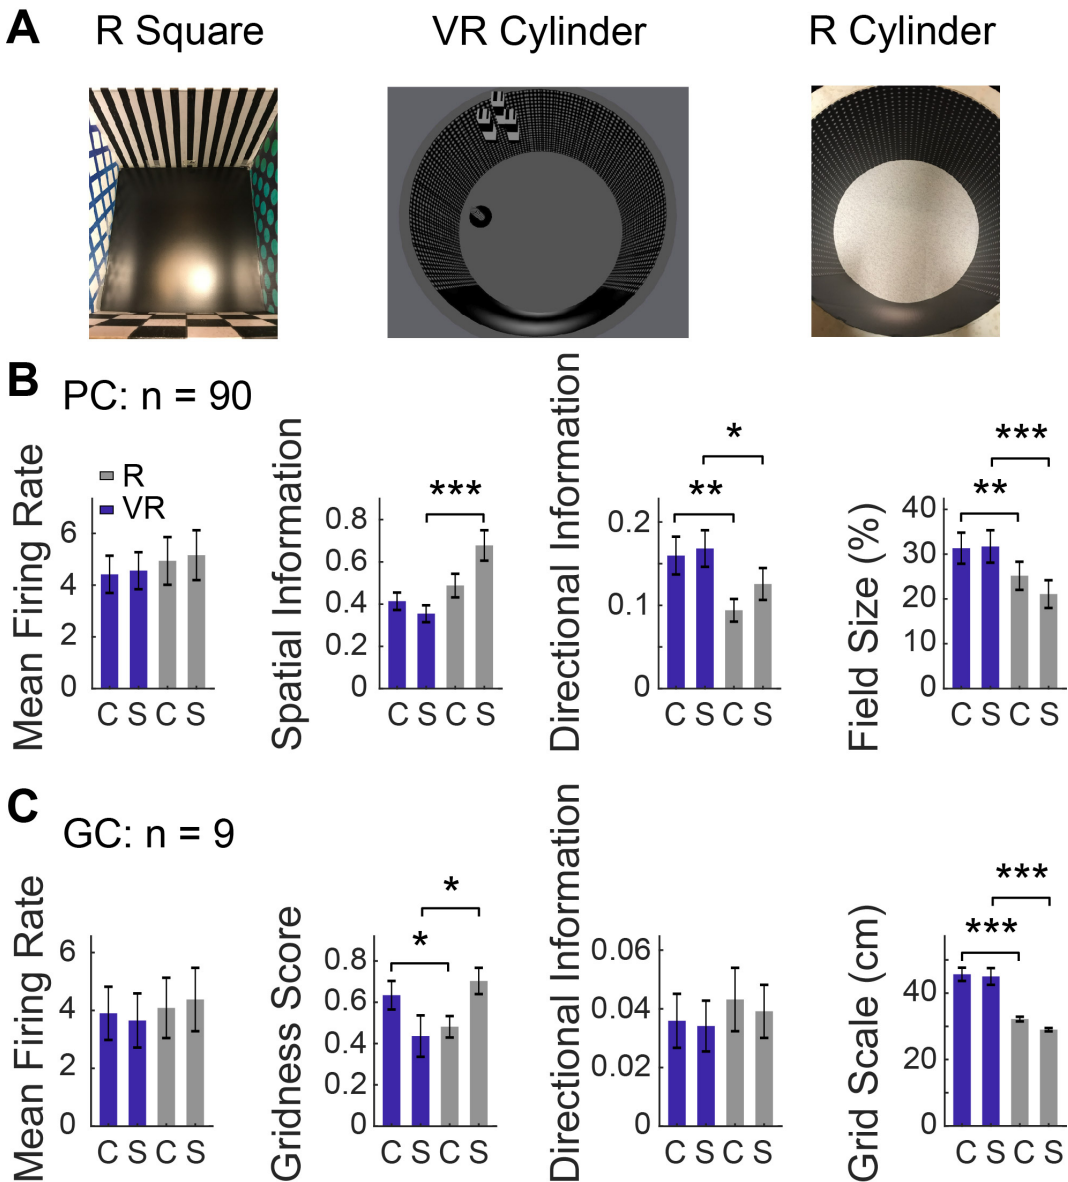 A R Square VR Cylinder R Cylinder
B PC: n = 90
Mean Firing Rate
6
4
2
0
R
VR
C S C S
Spatial Information
0.8
0.6
0.4
0.2
0
***
C S C S
Directional Information
0.2
0.1
0
**
*
C S C S
Field Size (%)
40
30
20
10
0
**
***
C S C S
C GC: n = 9
Mean Firing Rate
6
4
2
0
C S C S
Gridness Score
0.8
0.6
0.4
0.2
0
*
*
C S C S
Directional Information
0.06
0.04
0.02
0
C S C S
Grid Scale (cm)
40
20
0
***
***
C S C S